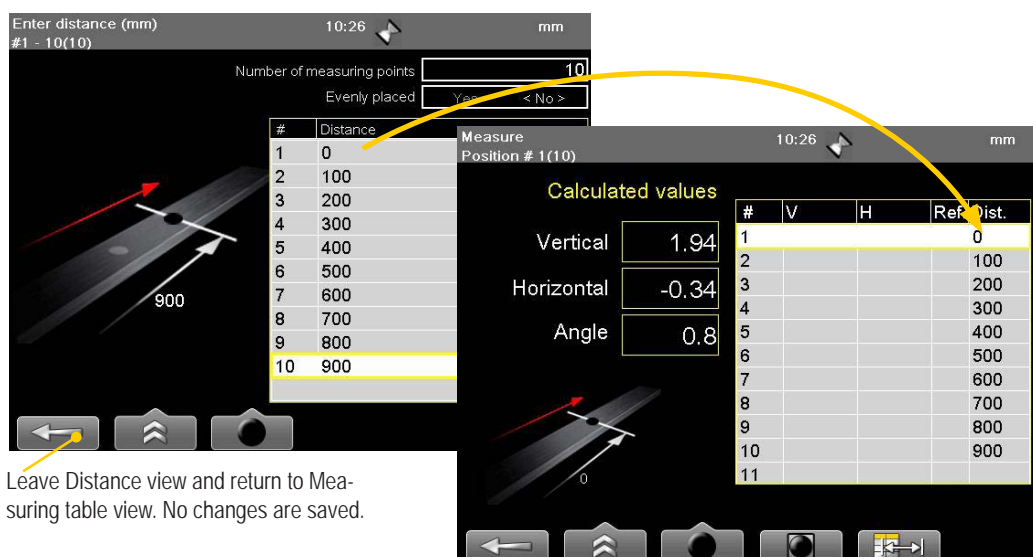 Enter distance (mm) 10:26 mm
#1 - 10(10)
Number of measuring points 10
Evenly placed Yes < No >
# Distance
1 0
2 100
3 200
4 300
5 400
6 500
7 600
8 700
9 800
10 900
900
Leave Distance view and return to Mea-
suring table view. No changes are saved.
Measure 10:26 mm
Position # 1(10)
Calculated values
Vertical 1.94
Horizontal -0.34
Angle 0.8
# V H Ref Dist.
1 0
2 100
3 200
4 300
5 400
6 500
7 600
8 700
9 800
10 900
11
0